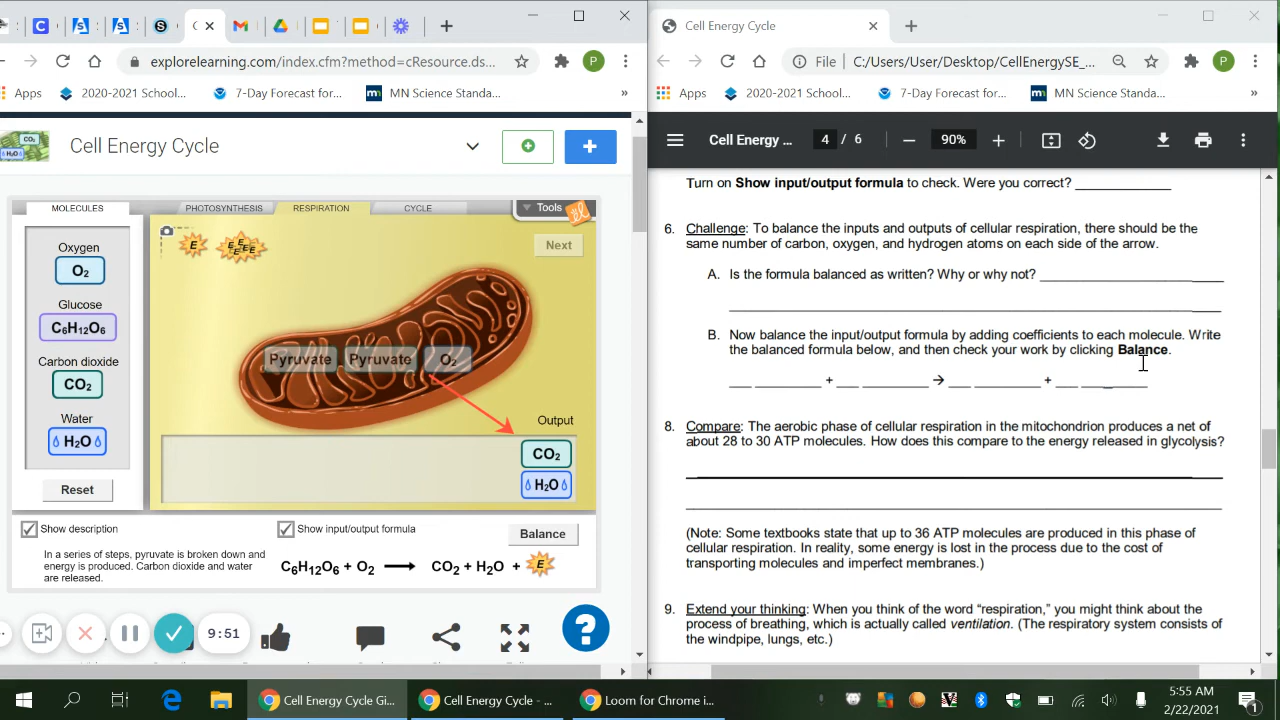 explorelearning.com/index.cfm?method=cResource.ds...
P
Apps
2020-2021 School...
7-Day Forecast for...
MN Science Standa...
»
Cell Energy Cycle
MOLECULES
Oxygen
O2
Glucose
C6H12O6
Carbon dioxide
CO2
Water
H2O
Reset
PHOTOSYNTHESIS
RESPIRATION
CYCLE
Tools
E
E E E E E
Next
Pyruvate Pyruvate O2
Output
CO2
H2O
Show description
In a series of steps, pyruvate is broken down and
energy is produced. Carbon dioxide and water
are released.
Show input/output formula
Balance
C6H12O6 + O2 → CO2 + H2O + E
9:51
?
Cell Energy Cycle
File C:/Users/User/Desktop/CellEnergySE_...
P
Apps
2020-2021 School...
7-Day Forecast for...
MN Science Standa...
»
Cell Energy ...
4 / 6
90%
Turn on Show input/output formula to check. Were you correct? ____________
6. Challenge: To balance the inputs and outputs of cellular respiration, there should be the
same number of carbon, oxygen, and hydrogen atoms on each side of the arrow.
A. Is the formula balanced as written? Why or why not? ____________
B. Now balance the input/output formula by adding coefficients to each molecule. Write
the balanced formula below, and then check your work by clicking Balance.
___ _________ + ___ _________ → ___ _________ + ___ _________
8. Compare: The aerobic phase of cellular respiration in the mitochondrion produces a net of
about 28 to 30 ATP molecules. How does this compare to the energy released in glycolysis?
(Note: Some textbooks state that up to 36 ATP molecules are produced in this phase of
cellular respiration. In reality, some energy is lost in the process due to the cost of
transporting molecules and imperfect membranes.)
9. Extend your thinking: When you think of the word “respiration,” you might think about the
process of breathing, which is actually called ventilation. (The respiratory system consists of
the windpipe, lungs, etc.)
Cell Energy Cycle Gi...
Cell Energy Cycle - ...
Loom for Chrome i...
5:55 AM
2/22/2021
1